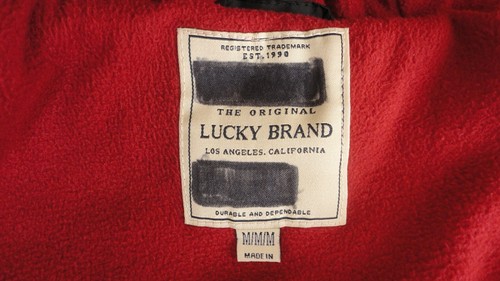 REGISTERED TRADEMARK
EST. 1990
THE ORIGINAL
LUCKY BRAND
LOS ANGELES, CALIFORNIA
DURABLE AND DEPENDABLE
M/M/M
MADE IN